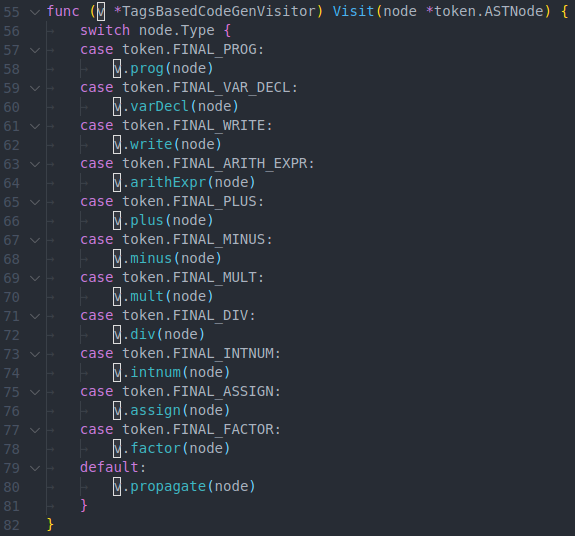 55 func (v *TagsBasedCodeGenVisitor) Visit(node *token.ASTNode) {
56 switch node.Type {
57 case token.FINAL_PROG:
58 v.prog(node)
59 case token.FINAL_VAR_DECL:
60 v.varDecl(node)
61 case token.FINAL_WRITE:
62 v.write(node)
63 case token.FINAL_ARITH_EXPR:
64 v.arithExpr(node)
65 case token.FINAL_PLUS:
66 v.plus(node)
67 case token.FINAL_MINUS:
68 v.minus(node)
69 case token.FINAL_MULT:
70 v.mult(node)
71 case token.FINAL_DIV:
72 v.div(node)
73 case token.FINAL_INTNUM:
74 v.intnum(node)
75 case token.FINAL_ASSIGN:
76 v.assign(node)
77 case token.FINAL_FACTOR:
78 v.factor(node)
79 default:
80 v.propagate(node)
81 }
82 }